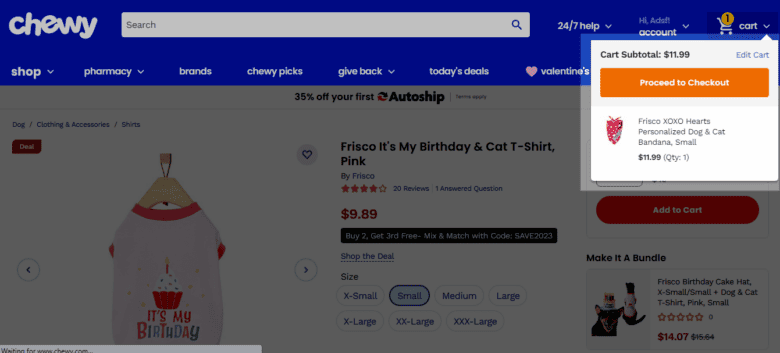 chewy
Search
24/7 help
Hi, Adsf!
account
1
cart
shop
pharmacy
brands
chewy picks
give back
today's deals
valentine's
Cart Subtotal: $11.99
Edit Cart
Proceed to Checkout
Frisco XOXO Hearts
Personalized Dog & Cat
Bandana, Small
$11.99 (Qty: 1)
35% off your first Autoship
Terms apply
Dog / Clothing & Accessories / Shirts
Deal
IT'S MY
BIRTHDAY
Frisco It's My Birthday & Cat T-Shirt,
Pink
By Frisco
20 Reviews
1 Answered Question
$9.89
Buy 2, Get 3rd Free- Mix & Match with Code: SAVE2023
Shop the Deal
Size
X-Small
Small
Medium
Large
X-Large
XX-Large
XXX-Large
Add to Cart
Make It A Bundle
Frisco Birthday Cake Hat,
X-Small/Small + Dog & Cat
T-Shirt, Pink, Small
0
$14.07 $15.64
Waiting for www.chewy.com...